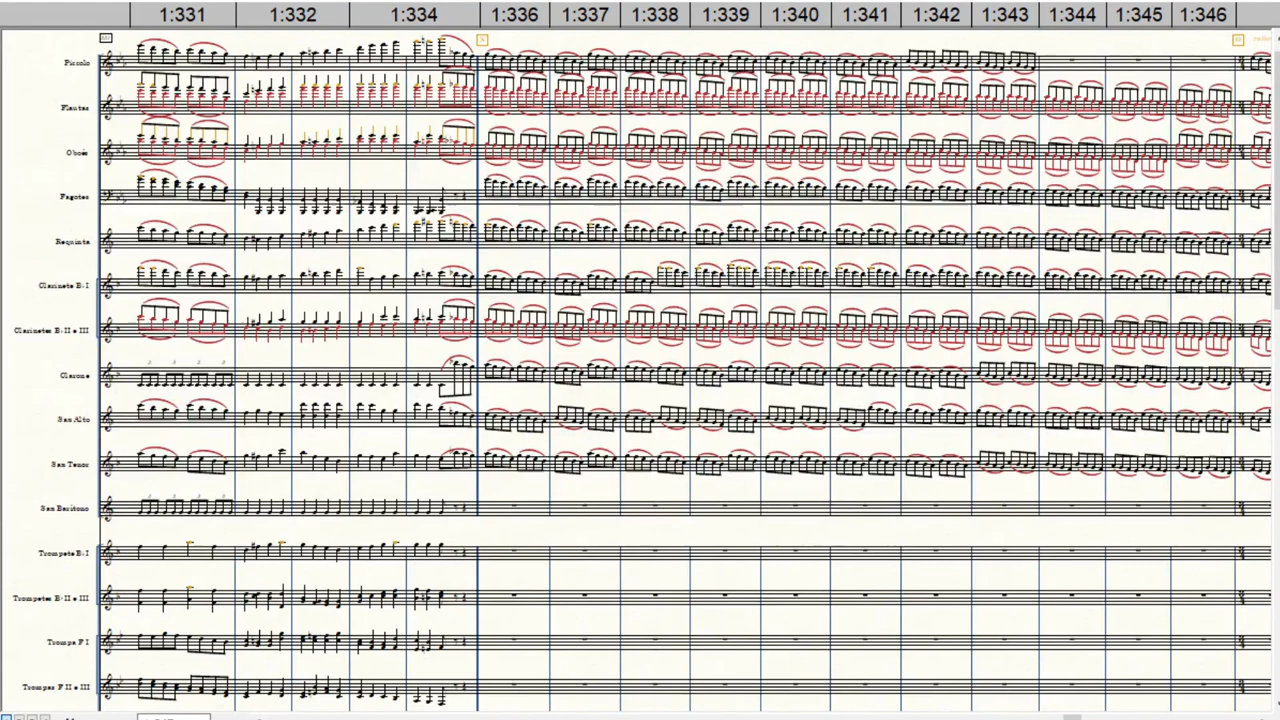 1:331 1:332 1:334 1:336 1:337 1:338 1:339 1:340 1:341 1:342 1:343 1:344 1:345 1:346
Piccolo
Flautas
Oboés
Fagotes
Requinta
Clarinete B♭ I
Clarinetes B♭ II e III
Clarone
Sax Alto
Sax Tenor
Sax Barítono
Trompete B♭ I
Trompetes B♭ II e III
Trompa F I
Trompas F II e III